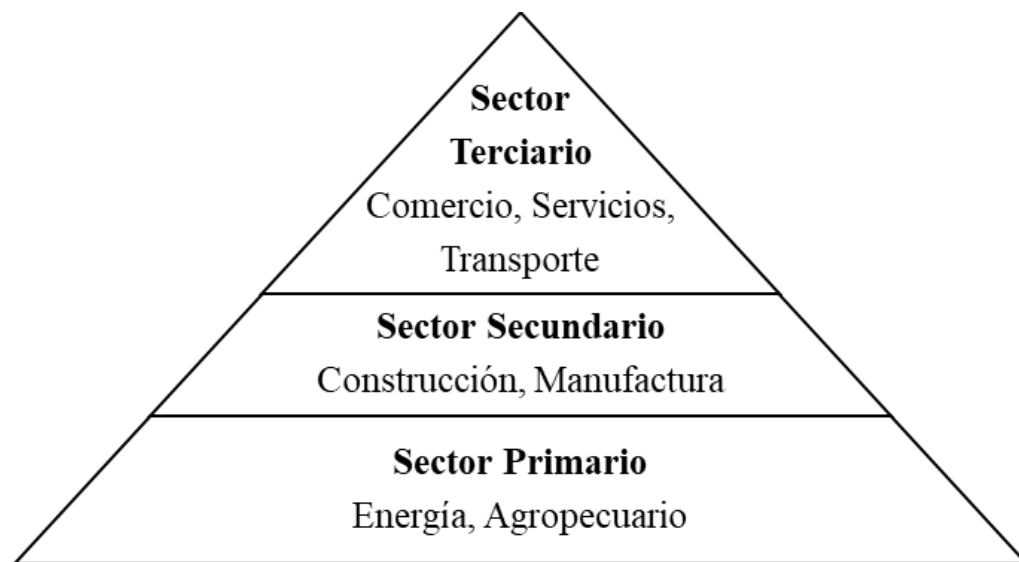 Sector
Terciario
Comercio, Servicios,
Transporte
Sector Secundario
Construcción, Manufactura
Sector Primario
Energía, Agropecuario